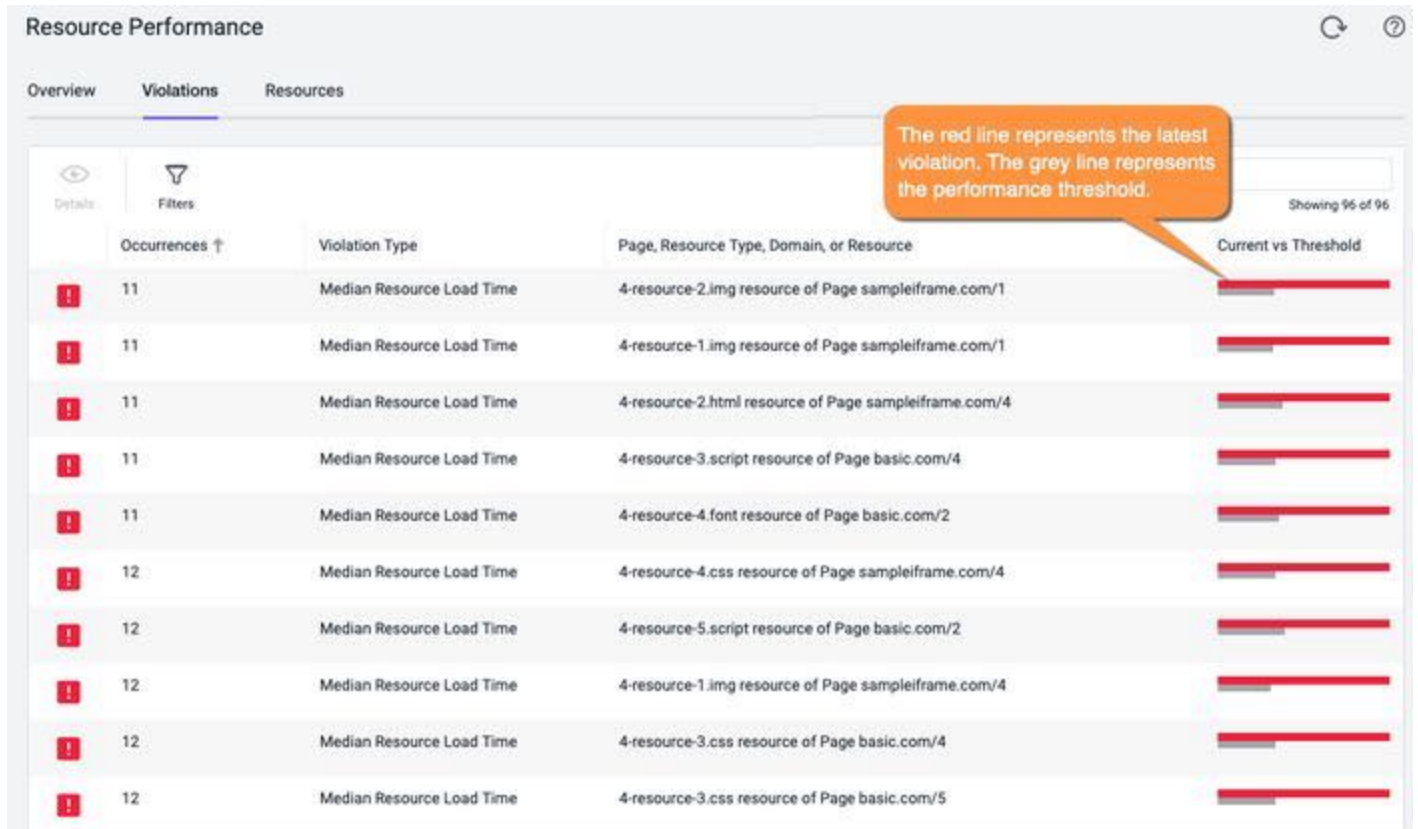 Resource Performance
Overview Violations Resources
The red line represents the latest
violation. The grey line represents
the performance threshold.
Details Filters
Showing 96 of 96
Occurrences ↑ Violation Type Page, Resource Type, Domain, or Resource Current vs Threshold
11 Median Resource Load Time 4-resource-2.img resource of Page sampleiframe.com/1
11 Median Resource Load Time 4-resource-1.img resource of Page sampleiframe.com/1
11 Median Resource Load Time 4-resource-2.html resource of Page sampleiframe.com/4
11 Median Resource Load Time 4-resource-3.script resource of Page basic.com/4
11 Median Resource Load Time 4-resource-4.font resource of Page basic.com/2
12 Median Resource Load Time 4-resource-4.css resource of Page sampleiframe.com/4
12 Median Resource Load Time 4-resource-5.script resource of Page basic.com/2
12 Median Resource Load Time 4-resource-1.img resource of Page sampleiframe.com/4
12 Median Resource Load Time 4-resource-3.css resource of Page basic.com/4
12 Median Resource Load Time 4-resource-3.css resource of Page basic.com/5